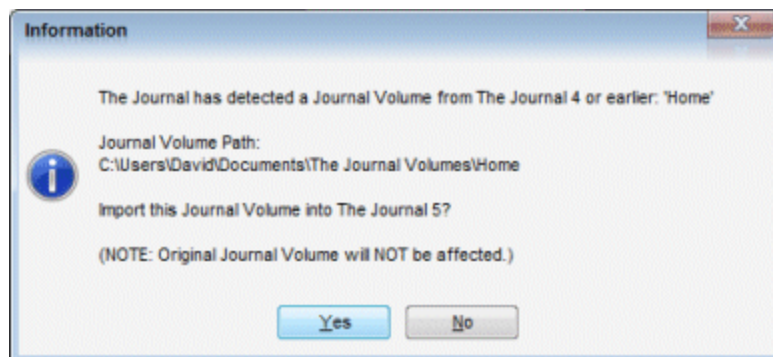 Information
The Journal has detected a Journal Volume from The Journal 4 or earlier: 'Home'
Journal Volume Path:
C:\Users\David\Documents\The Journal Volumes\Home
Import this Journal Volume into The Journal 5?
(NOTE: Original Journal Volume will NOT be affected.)
Yes
No